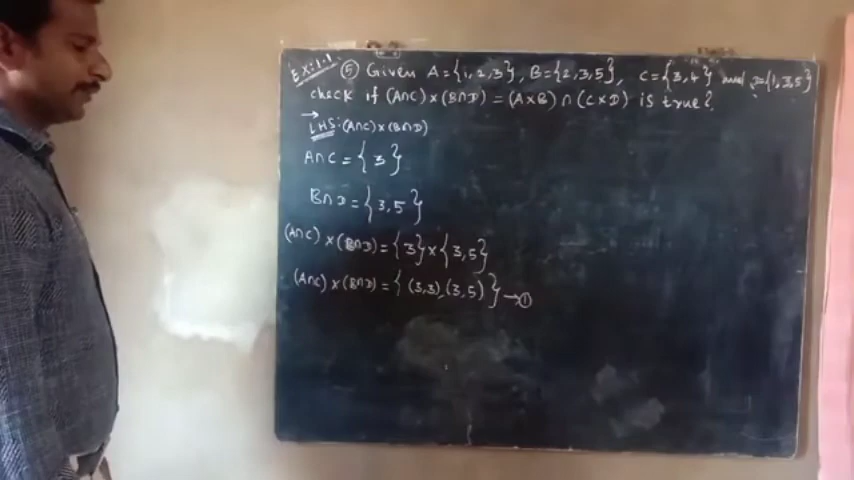 Ex: 1.1 ⑤ Given A={1,2,3}, B={2,3,5}, C={3,4} and D={1,3,5}
check if (A∩C)×(B∩D)=(A×B)∩(C×D) is true?
LHS: (A∩C)×(B∩D)
A∩C={3}
B∩D={3,5}
(A∩C)×(B∩D)={3}×{3,5}
(A∩C)×(B∩D)={(3,3),(3,5)}→①